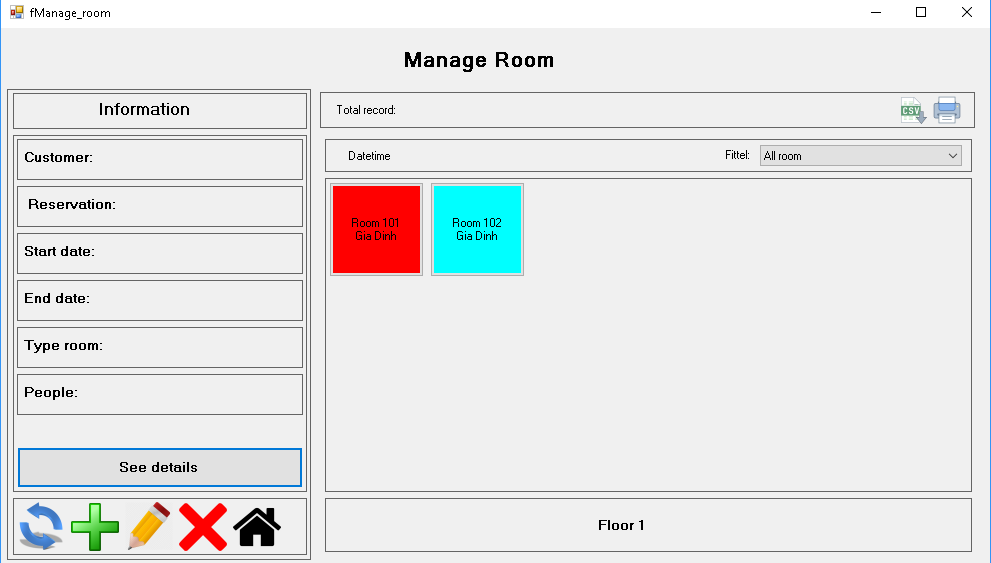 fManage_room
Manage Room
Information
Customer:
Reservation:
Start date:
End date:
Type room:
People:
See details
Total record:
CSV
Datetime
Fittel:
All room
Room 101
Gia Dinh
Room 102
Gia Dinh
Floor 1